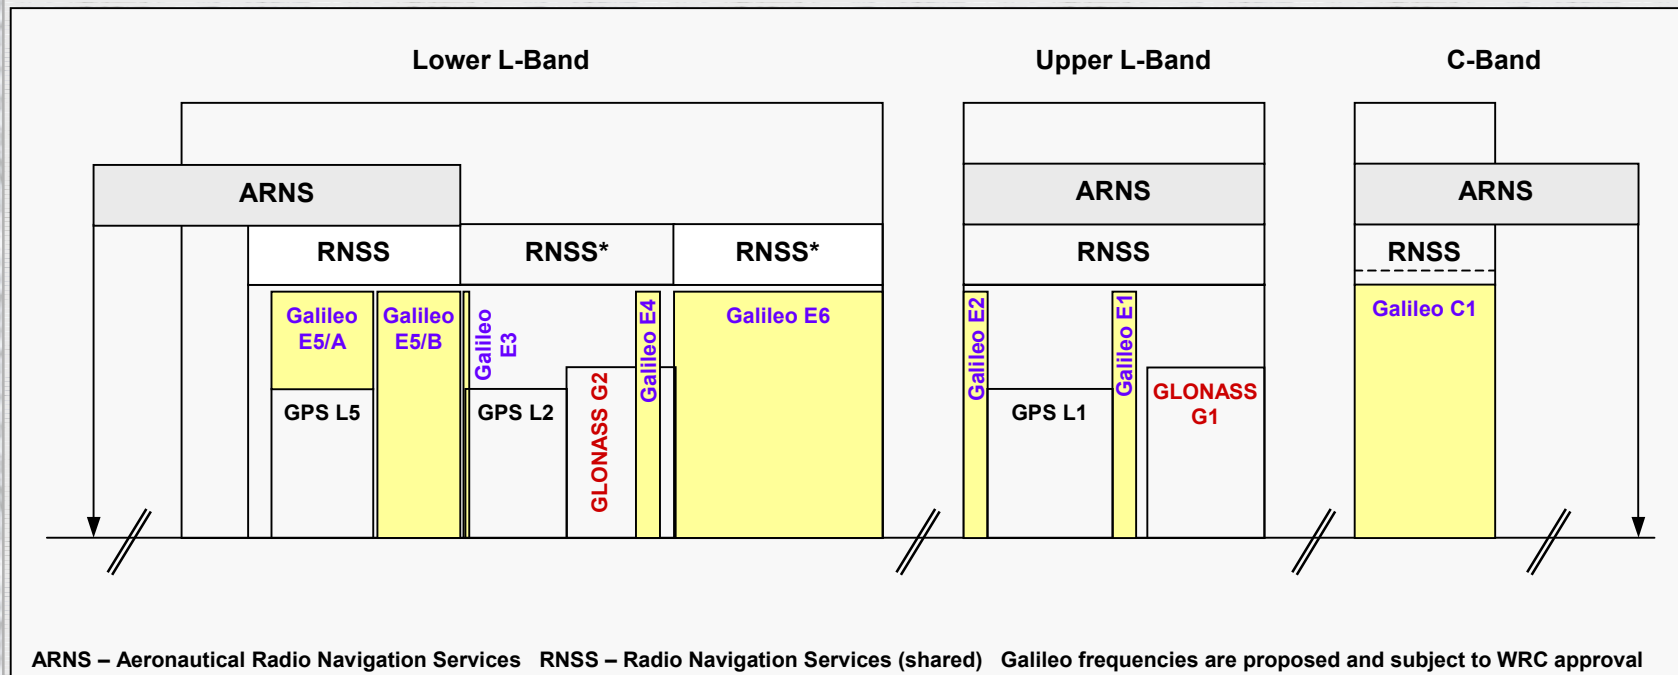 Lower L-Band
Upper L-Band
C-Band
ARNS
ARNS
ARNS
RNSS
RNSS*
RNSS*
RNSS
RNSS
Galileo
E5/A
Galileo
E5/B
Galileo
E3
Galileo E4
Galileo E6
Galileo E2
Galileo E1
Galileo C1
GPS L5
GPS L2
GLONASS G2
GPS L1
GLONASS
G1
ARNS – Aeronautical Radio Navigation Services RNSS – Radio Navigation Services (shared) Galileo frequencies are proposed and subject to WRC approval